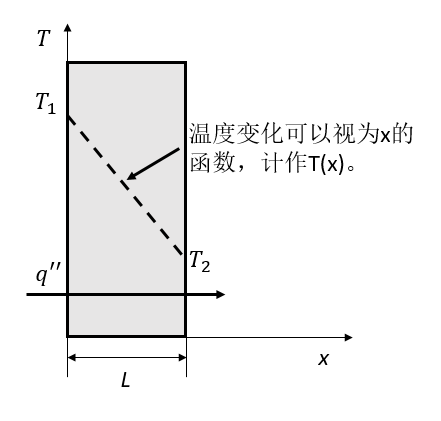 T
T₁
温度变化可以视为x的
函数，计作T(x)。
T₂
q′′
x
L